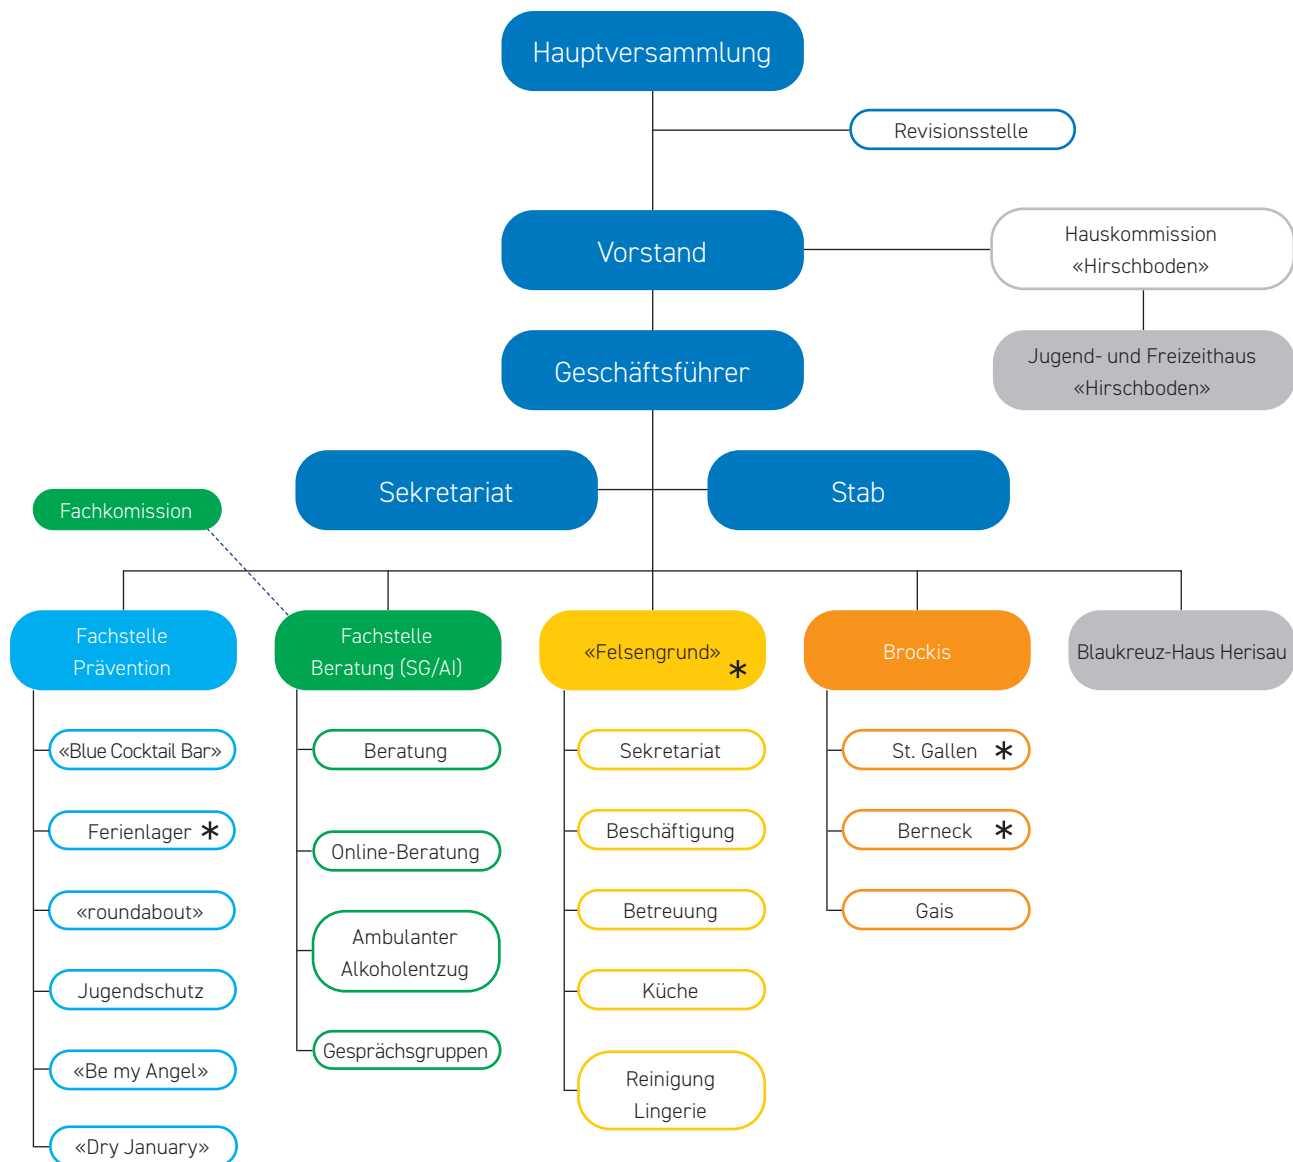 Hauptversammlung
Revisionsstelle
Vorstand
Hauskommission
«Hirschboden»
Geschäftsführer
Jugend- und Freizeithaus
«Hirschboden»
Sekretariat
Stab
Fachkomission
Fachstelle
Prävention
Fachstelle
Beratung (SG/AI)
«Felsengrund» *
Brockis
Blaukreuz-Haus Herisau
«Blue Cocktail Bar»
Ferienlager *
«roundabout»
Jugendschutz
«Be my Angel»
«Dry January»
Beratung
Online-Beratung
Ambulanter
Alkoholentzug
Gesprächsgruppen
Sekretariat
Beschäftigung
Betreuung
Küche
Reinigung
Lingerie
St. Gallen *
Berneck *
Gais